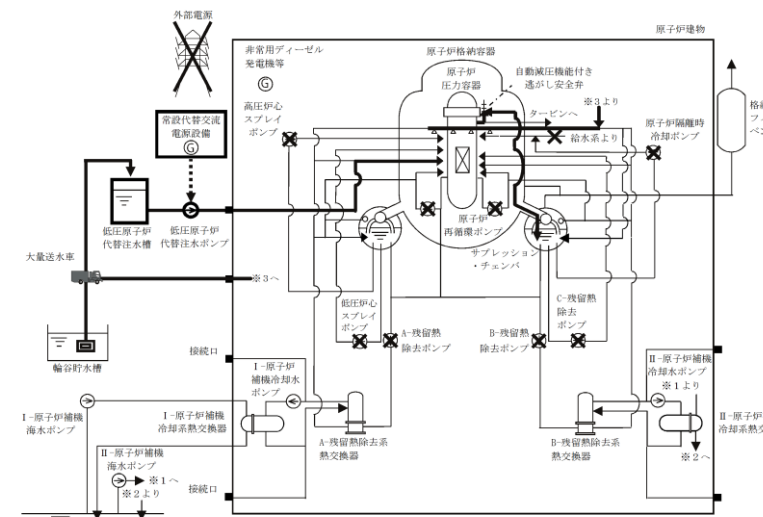 外部電源
原子炉建物
非常用ディーゼル
発電機等
G
原子炉格納容器
原子炉
圧力容器
自動減圧機能付き
逃がし安全弁
高圧炉心
スプレイ
ポンプ
タービンへ
※3より
給水系より
原子炉隔離時
冷却ポンプ
常設代替交流
電源設備
G
低圧原子炉
代替注水槽
低圧原子炉
代替注水ポンプ
原子炉
再循環ポンプ
サプレッション
・チェンバ
大量送水車
※3へ
輪谷貯水槽
低圧炉心
スプレイ
ポンプ
A-残留熱
除去ポンプ
B-残留熱
除去ポンプ
C-残留熱
除去
ポンプ
接続口
I-原子炉
補機冷却水
ポンプ
II-原子炉補機
冷却水ポンプ
※1より
I-原子炉補機
海水ポンプ
I-原子炉補機
冷却系熱交換器
A-残留熱除去系
熱交換器
B-残留熱除去系
熱交換器
II-原子炉
冷却系熱
※2へ
II-原子炉補機
海水ポンプ
※1へ
※2より
接続口